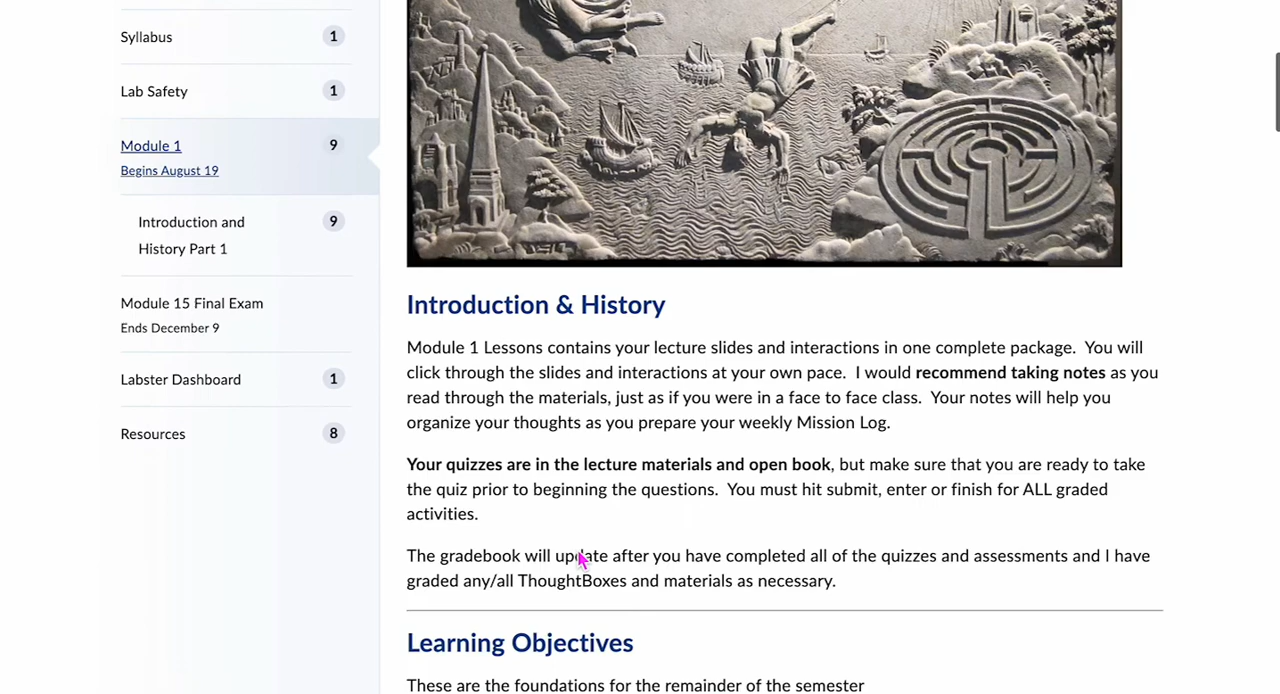 Syllabus 1
Lab Safety 1
Module 1 9
Begins August 19
Introduction and 9
History Part 1
Module 15 Final Exam
Ends December 9
Labster Dashboard 1
Resources 8
Introduction & History
Module 1 Lessons contains your lecture slides and interactions in one complete package. You will
click through the slides and interactions at your own pace. I would recommend taking notes as you
read through the materials, just as if you were in a face to face class. Your notes will help you
organize your thoughts as you prepare your weekly Mission Log.
Your quizzes are in the lecture materials and open book, but make sure that you are ready to take
the quiz prior to beginning the questions. You must hit submit, enter or finish for ALL graded
activities.
The gradebook will update after you have completed all of the quizzes and assessments and I have
graded any/all ThoughtBoxes and materials as necessary.
Learning Objectives
These are the foundations for the remainder of the semester